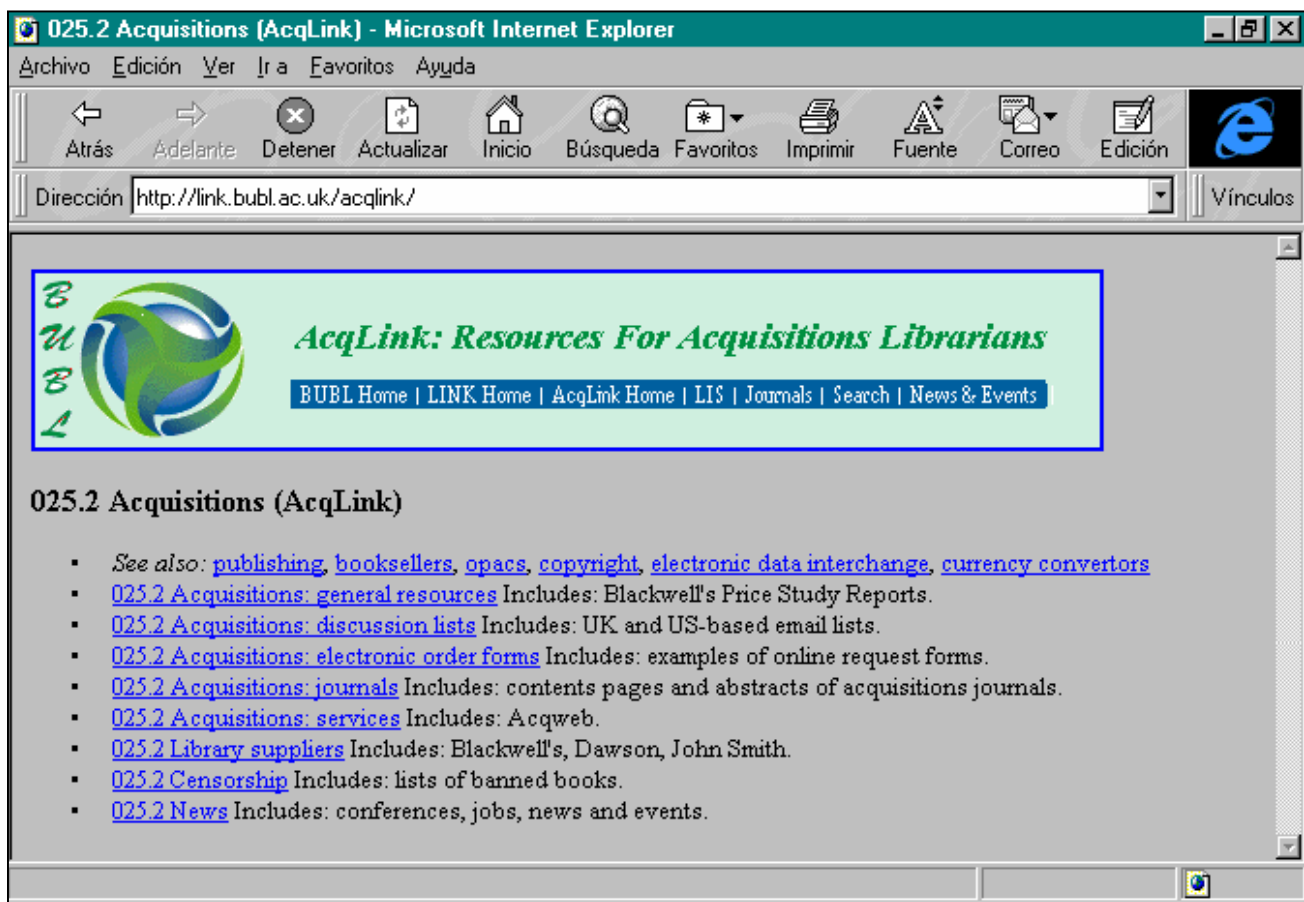 025.2 Acquisitions (AcqLink) - Microsoft Internet Explorer
Archivo Edición Ver Ir a Favoritos Ayuda
Atrás Adelante Detener Actualizar Inicio Búsqueda Favoritos Imprimir Fuente Correo Edición
Dirección http://link.bubl.ac.uk/acqlink/ Vínculos
BUBL
AcqLink: Resources For Acquisitions Librarians
BUBL Home | LINK Home | AcqLink Home | LIS | Journals | Search | News & Events |
025.2 Acquisitions (AcqLink)
▪ See also: publishing, booksellers, opacs, copyright, electronic data interchange, currency convertors
▪ 025.2 Acquisitions: general resources Includes: Blackwell's Price Study Reports.
▪ 025.2 Acquisitions: discussion lists Includes: UK and US-based email lists.
▪ 025.2 Acquisitions: electronic order forms Includes: examples of online request forms.
▪ 025.2 Acquisitions: journals Includes: contents pages and abstracts of acquisitions journals.
▪ 025.2 Acquisitions: services Includes: Acqweb.
▪ 025.2 Library suppliers Includes: Blackwell's, Dawson, John Smith.
▪ 025.2 Censorship Includes: lists of banned books.
▪ 025.2 News Includes: conferences, jobs, news and events.